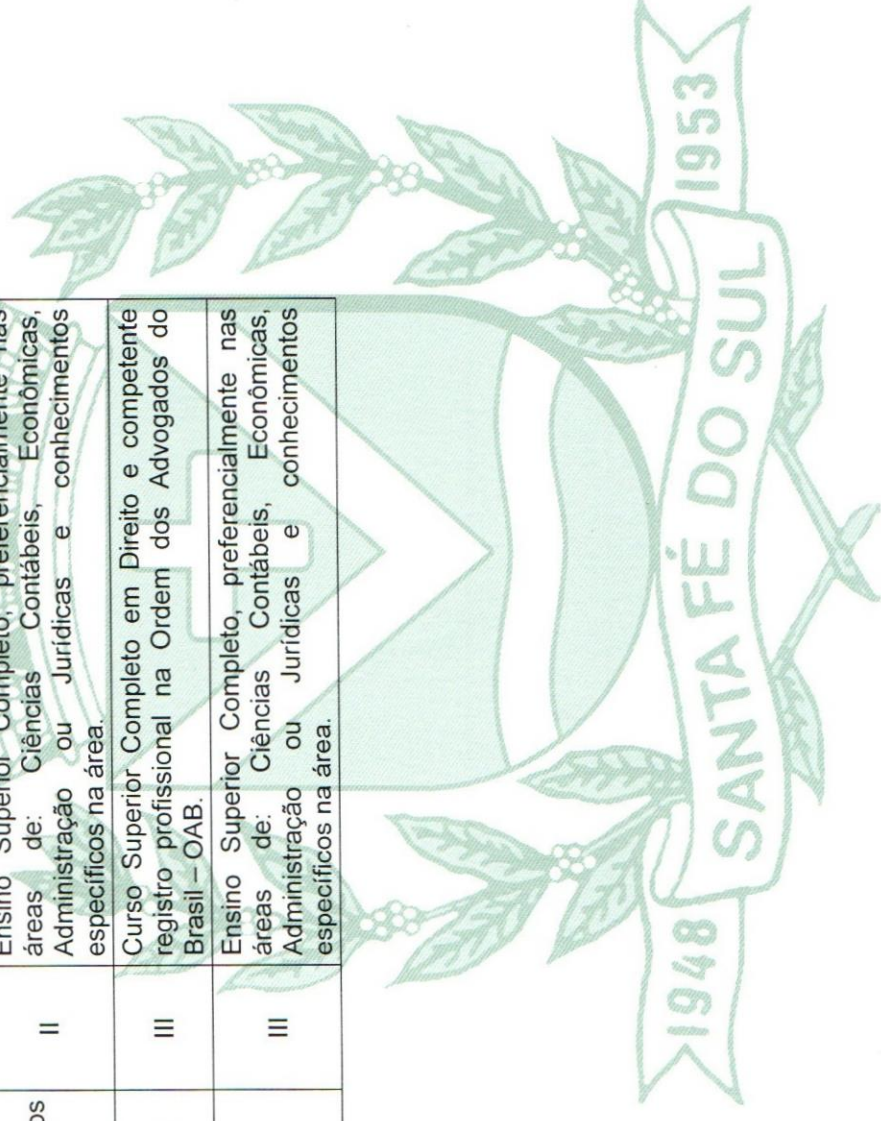 Ensino Superior Completo, preferencialmente nas
áreas de: Ciências Contábeis, Econômicas,
Administração ou Jurídicas e conhecimentos
específicos na área.
os
II
Curso Superior Completo em Direito e competente
registro profissional na Ordem dos Advogados do
Brasil – OAB.
III
Ensino Superior Completo, preferencialmente nas
áreas de: Ciências Contábeis, Econômicas,
Administração ou Jurídicas e conhecimentos
específicos na área.
III
1948 SANTA FÉ DO SUL 1953